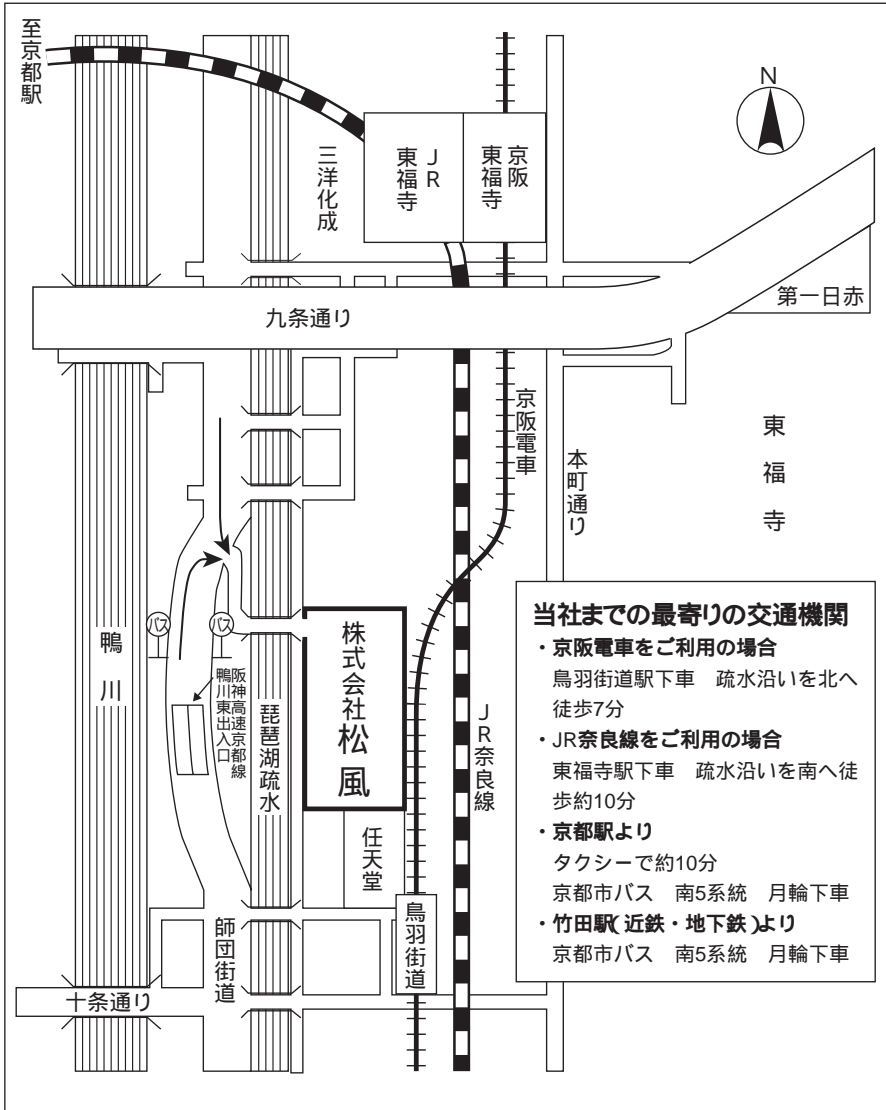 至京都駅
N
三洋化成
JR
東福寺
京阪
東福寺
第一日赤
九条通り
京阪電車
本町通り
東福寺
バス
バス
鴨川
阪神高速京都線
鴨川東出入口
琵琶湖疏水
株式会社
松風
JR奈良線
任天堂
鳥羽街道
師団街道
十条通り
当社までの最寄りの交通機関
・京阪電車をご利用の場合
鳥羽街道駅下車 疏水沿いを北へ
徒歩7分
・JR奈良線をご利用の場合
東福寺駅下車 疏水沿いを南へ徒
歩約10分
・京都駅より
タクシーで約10分
京都市バス 南5系統 月輪下車
・竹田駅(近鉄・地下鉄)より
京都市バス 南5系統 月輪下車